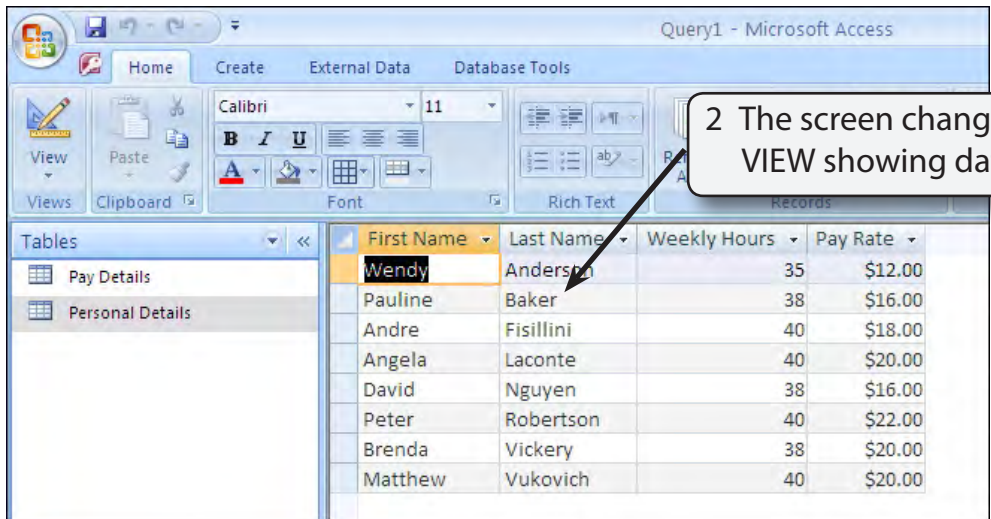 Query1 - Microsoft Access
Home Create External Data Database Tools
Calibri 11
B I U
ab
A
View Paste
Views Clipboard Font Rich Text Records
2 The screen chang
VIEW showing da
Tables «
Pay Details
Personal Details
First Name Last Name Weekly Hours Pay Rate
Wendy Anderson 35 $12.00
Pauline Baker 38 $16.00
Andre Fisillini 40 $18.00
Angela Laconte 40 $20.00
David Nguyen 38 $16.00
Peter Robertson 40 $22.00
Brenda Vickery 38 $20.00
Matthew Vukovich 40 $20.00